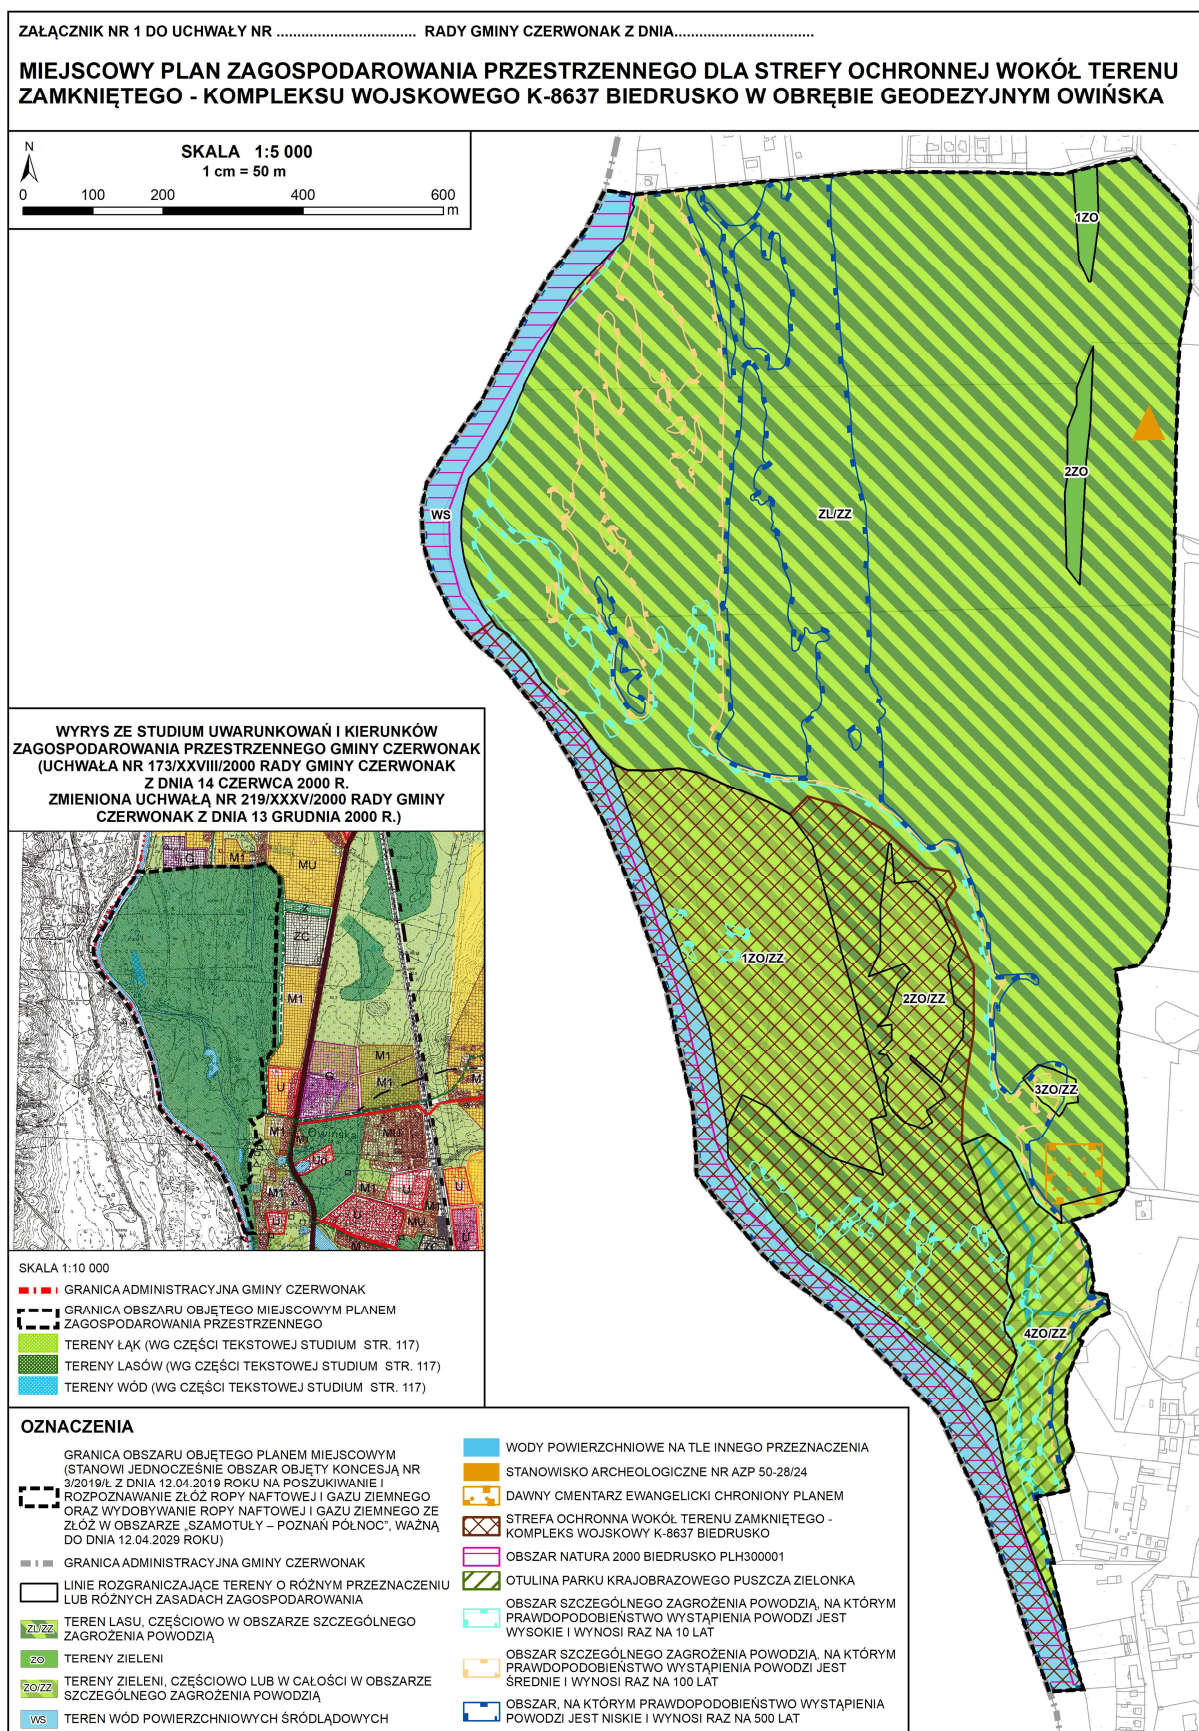 ZAŁĄCZNIK NR 1 DO UCHWAŁY NR .................................. RADY GMINY CZERWONAK Z DNIA..................................
MIEJSCOWY PLAN ZAGOSPODAROWANIA PRZESTRZENNEGO DLA STREFY OCHRONNEJ WOKÓŁ TERENU
ZAMKNIĘTEGO - KOMPLEKSU WOJSKOWEGO K-8637 BIEDRUSKO W OBRĘBIE GEODEZYJNYM OWIŃSKA
N
SKALA 1:5 000
1 cm = 50 m
0 100 200 400 600
m
1ZO
2ZO
WS
ZL/ZZ
1ZO/ZZ
2ZO/ZZ
3ZO/ZZ
4ZO/ZZ
WYRYS ZE STUDIUM UWARUNKOWAŃ I KIERUNKÓW
ZAGOSPODAROWANIA PRZESTRZENNEGO GMINY CZERWONAK
(UCHWAŁA NR 173/XXVIII/2000 RADY GMINY CZERWONAK
Z DNIA 14 CZERWCA 2000 R.
ZMIENIONA UCHWAŁĄ NR 219/XXXV/2000 RADY GMINY
CZERWONAK Z DNIA 13 GRUDNIA 2000 R.)
G
M1
MU
ZC
M1
M1
G
M1
U
M1
Owińska
MU
UO
M1
M1
U
U
M1
U
U
MU
U
SKALA 1:10 000
GRANICA ADMINISTRACYJNA GMINY CZERWONAK
GRANICA OBSZARU OBJĘTEGO MIEJSCOWYM PLANEM
ZAGOSPODAROWANIA PRZESTRZENNEGO
TERENY ŁĄK (WG CZĘŚCI TEKSTOWEJ STUDIUM STR. 117)
TERENY LASÓW (WG CZĘŚCI TEKSTOWEJ STUDIUM STR. 117)
TERENY WÓD (WG CZĘŚCI TEKSTOWEJ STUDIUM STR. 117)
OZNACZENIA
GRANICA OBSZARU OBJĘTEGO PLANEM MIEJSCOWYM
(STANOWI JEDNOCZEŚNIE OBSZAR OBJĘTY KONCESJĄ NR
3/2019/Ł Z DNIA 12.04.2019 ROKU NA POSZUKIWANIE I
ROZPOZNAWANIE ZŁÓŻ ROPY NAFTOWEJ I GAZU ZIEMNEGO
ORAZ WYDOBYWANIE ROPY NAFTOWEJ I GAZU ZIEMNEGO ZE
ZŁÓŻ W OBSZARZE „SZAMOTUŁY – POZNAŃ PÓŁNOC”, WAŻNĄ
DO DNIA 12.04.2029 ROKU)
GRANICA ADMINISTRACYJNA GMINY CZERWONAK
LINIE ROZGRANICZAJĄCE TERENY O RÓŻNYM PRZEZNACZENIU
LUB RÓŻNYCH ZASADACH ZAGOSPODAROWANIA
ZL/ZZ TEREN LASU, CZĘŚCIOWO W OBSZARZE SZCZEGÓLNEGO
ZAGROŻENIA POWODZIĄ
ZO TERENY ZIELENI
ZO/ZZ TERENY ZIELENI, CZĘŚCIOWO LUB W CAŁOŚCI W OBSZARZE
SZCZEGÓLNEGO ZAGROŻENIA POWODZIĄ
WS TEREN WÓD POWIERZCHNIOWYCH ŚRÓDLĄDOWYCH
WODY POWIERZCHNIOWE NA TLE INNEGO PRZEZNACZENIA
STANOWISKO ARCHEOLOGICZNE NR AZP 50-28/24
DAWNY CMENTARZ EWANGELICKI CHRONIONY PLANEM
STREFA OCHRONNA WOKÓŁ TERENU ZAMKNIĘTEGO -
KOMPLEKS WOJSKOWY K-8637 BIEDRUSKO
OBSZAR NATURA 2000 BIEDRUSKO PLH300001
OTULINA PARKU KRAJOBRAZOWEGO PUSZCZA ZIELONKA
OBSZAR SZCZEGÓLNEGO ZAGROŻENIA POWODZIĄ, NA KTÓRYM
PRAWDOPODOBIEŃSTWO WYSTĄPIENIA POWODZI JEST
WYSOKIE I WYNOSI RAZ NA 10 LAT
OBSZAR SZCZEGÓLNEGO ZAGROŻENIA POWODZIĄ, NA KTÓRYM
PRAWDOPODOBIEŃSTWO WYSTĄPIENIA POWODZI JEST
ŚREDNIE I WYNOSI RAZ NA 100 LAT
OBSZAR, NA KTÓRYM PRAWDOPODOBIEŃSTWO WYSTĄPIENIA
POWODZI JEST NISKIE I WYNOSI RAZ NA 500 LAT